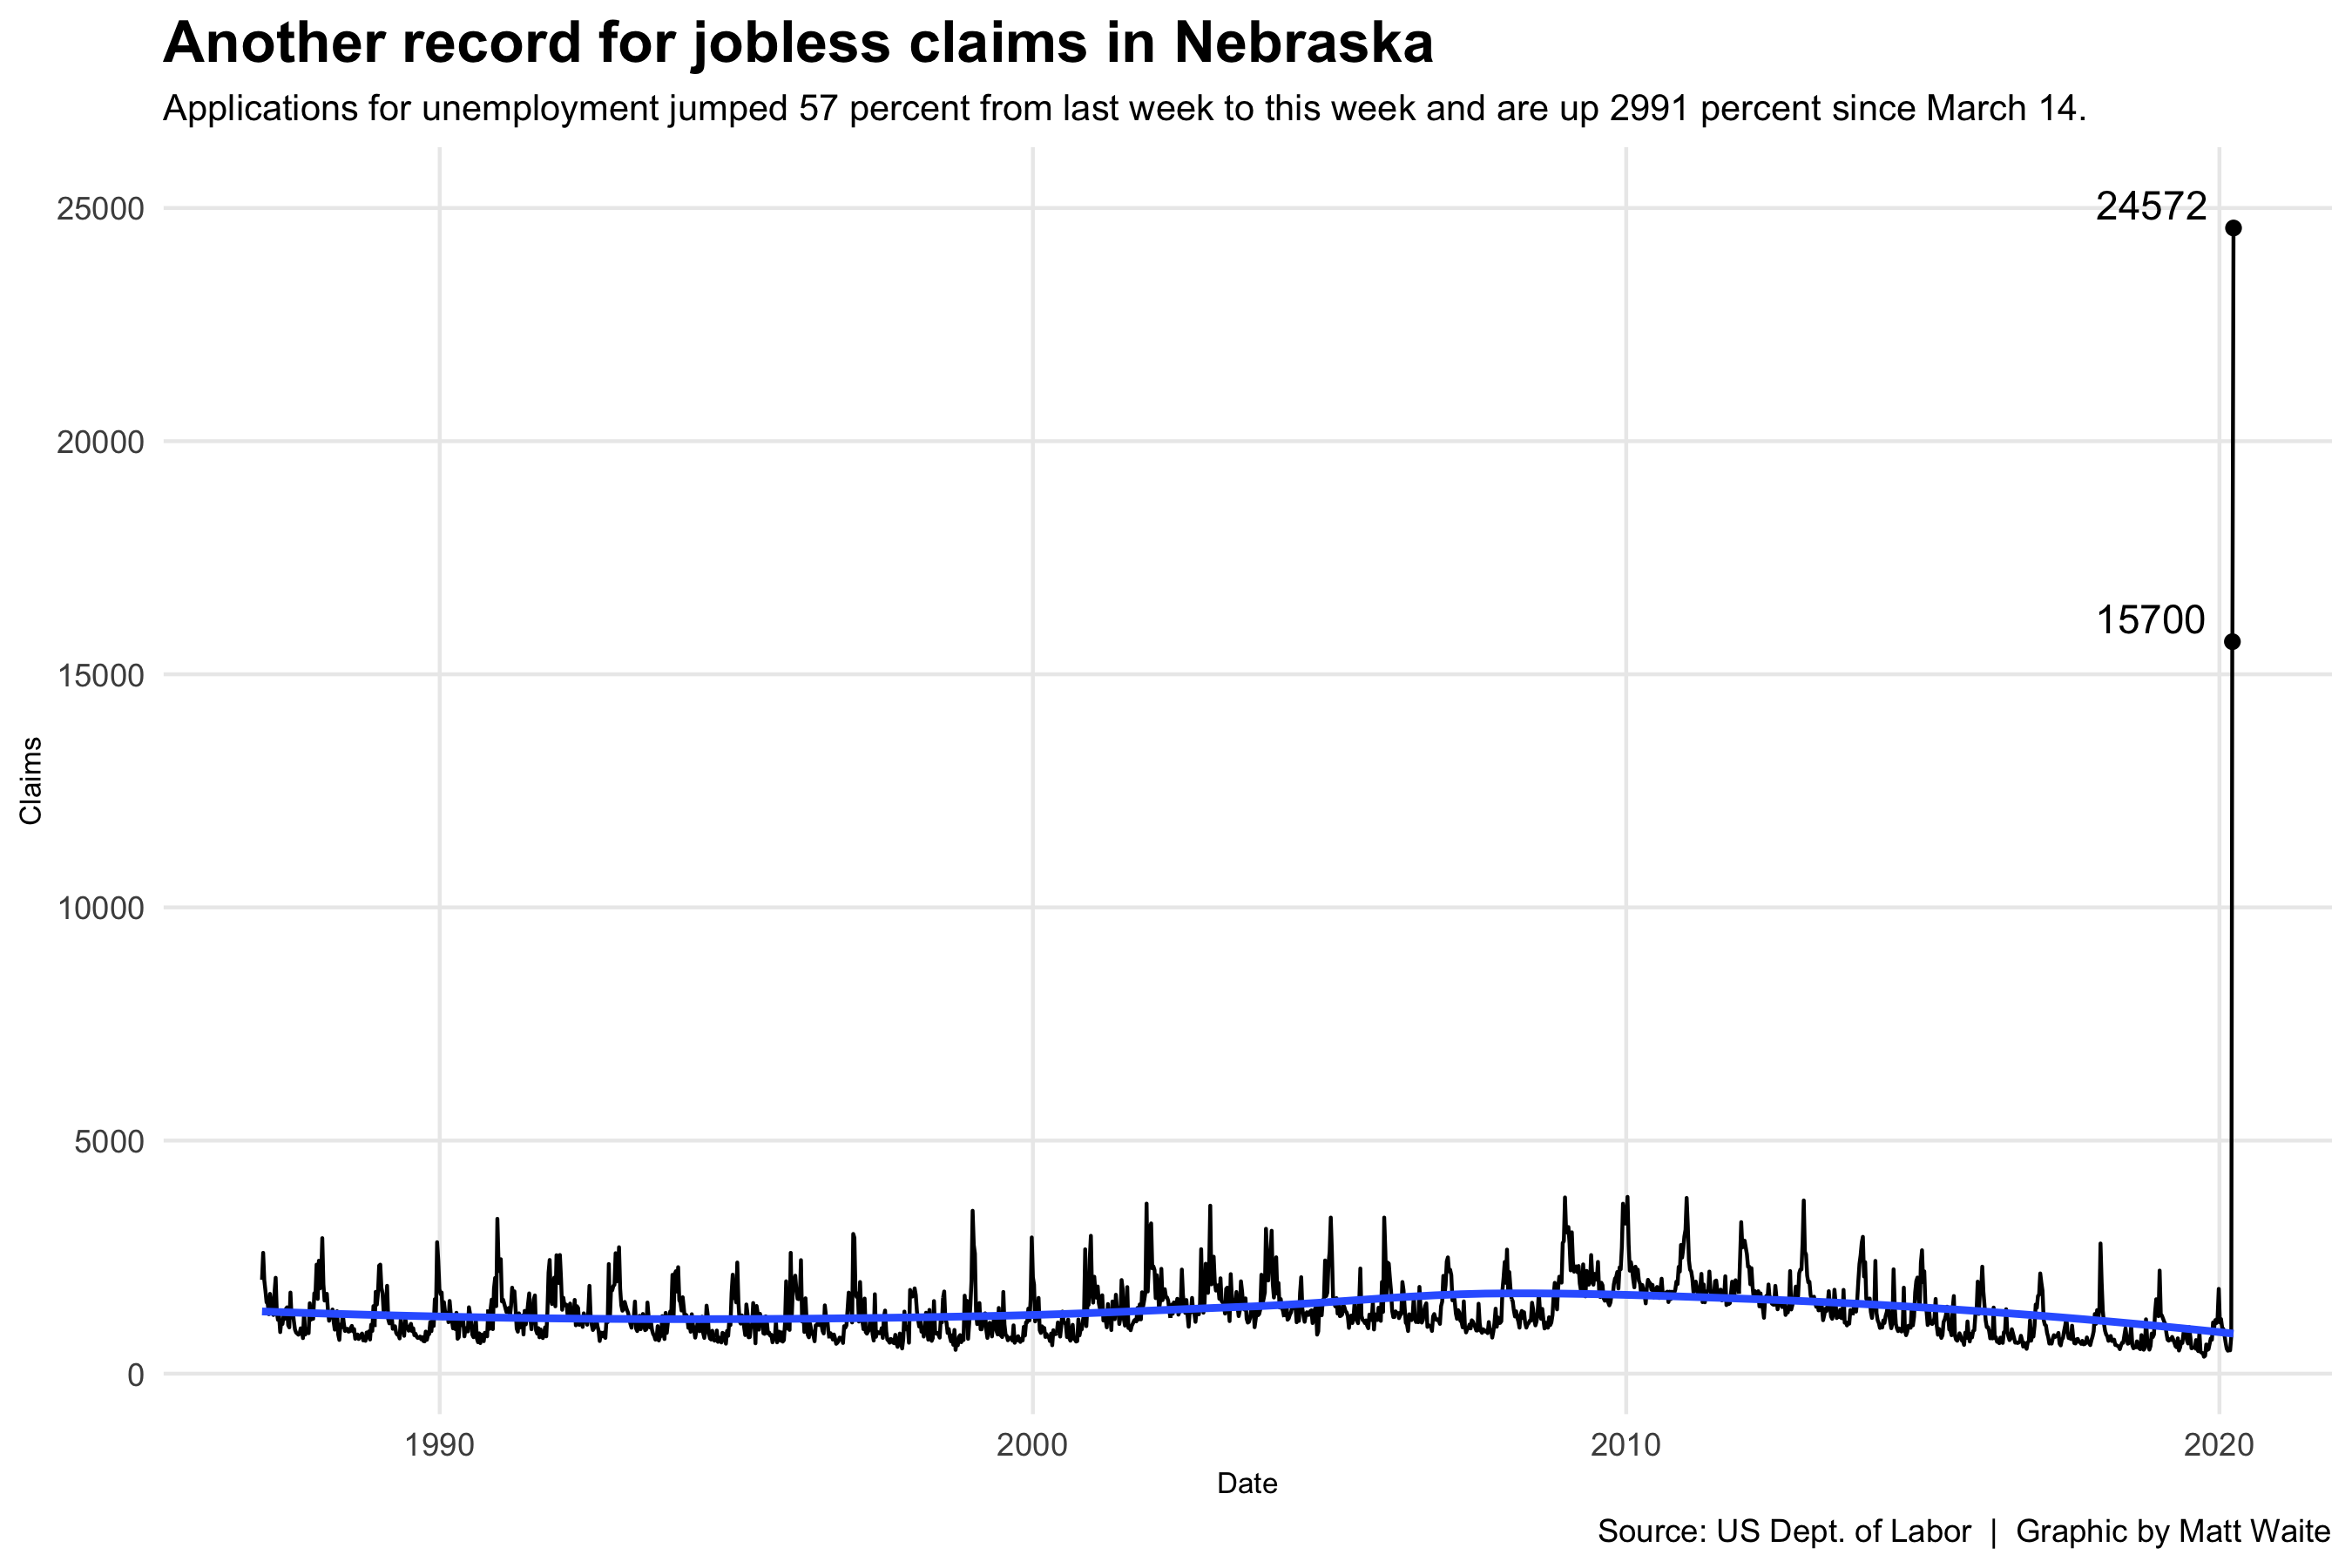 Another record for jobless claims in Nebraska
Applications for unemployment jumped 57 percent from last week to this week and are up 2991 percent since March 14.
25000
24572
20000
15700
15000
Claims
10000
5000
0
1990
2000
2010
2020
Date
Source: US Dept. of Labor | Graphic by Matt Waite